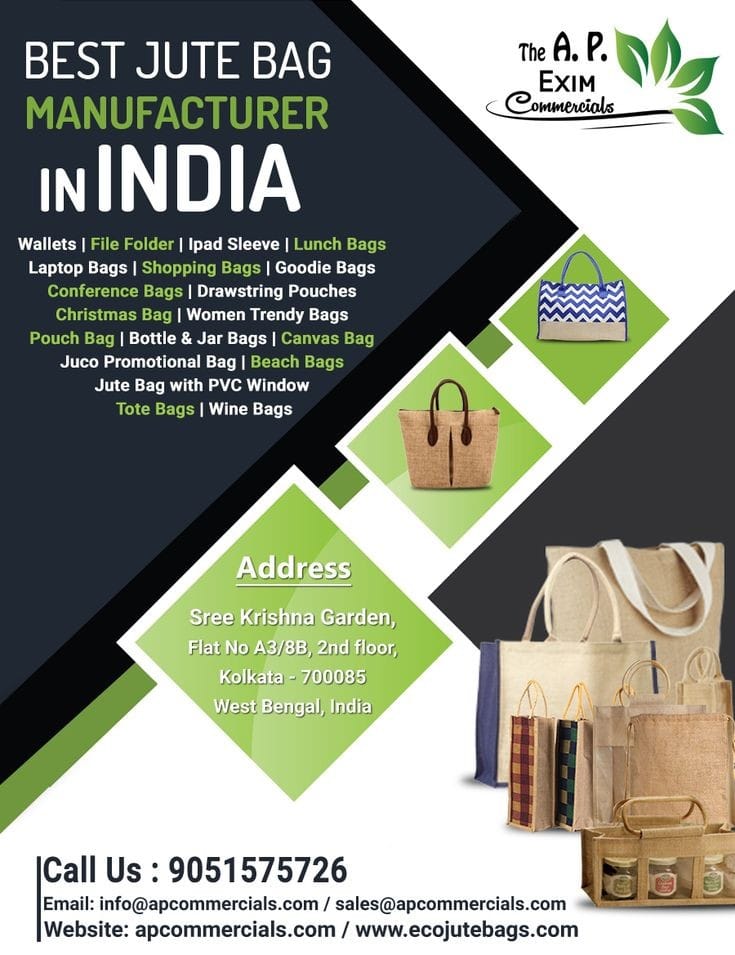 BEST JUTE BAG
MANUFACTURER
IN INDIA
The A. P.
EXIM
Commercials
Wallets | File Folder | Ipad Sleeve | Lunch Bags
Laptop Bags | Shopping Bags | Goodie Bags
Conference Bags | Drawstring Pouches
Christmas Bag | Women Trendy Bags
Pouch Bag | Bottle & Jar Bags | Canvas Bag
Juco Promotional Bag | Beach Bags
Jute Bag with PVC Window
Tote Bags | Wine Bags
Address
Sree Krishna Garden,
Flat No A3/8B, 2nd floor,
Kolkata - 700085
West Bengal, India
Call Us : 9051575726
Email: info@apcommercials.com / sales@apcommercials.com
Website: apcommercials.com / www.ecojutebags.com